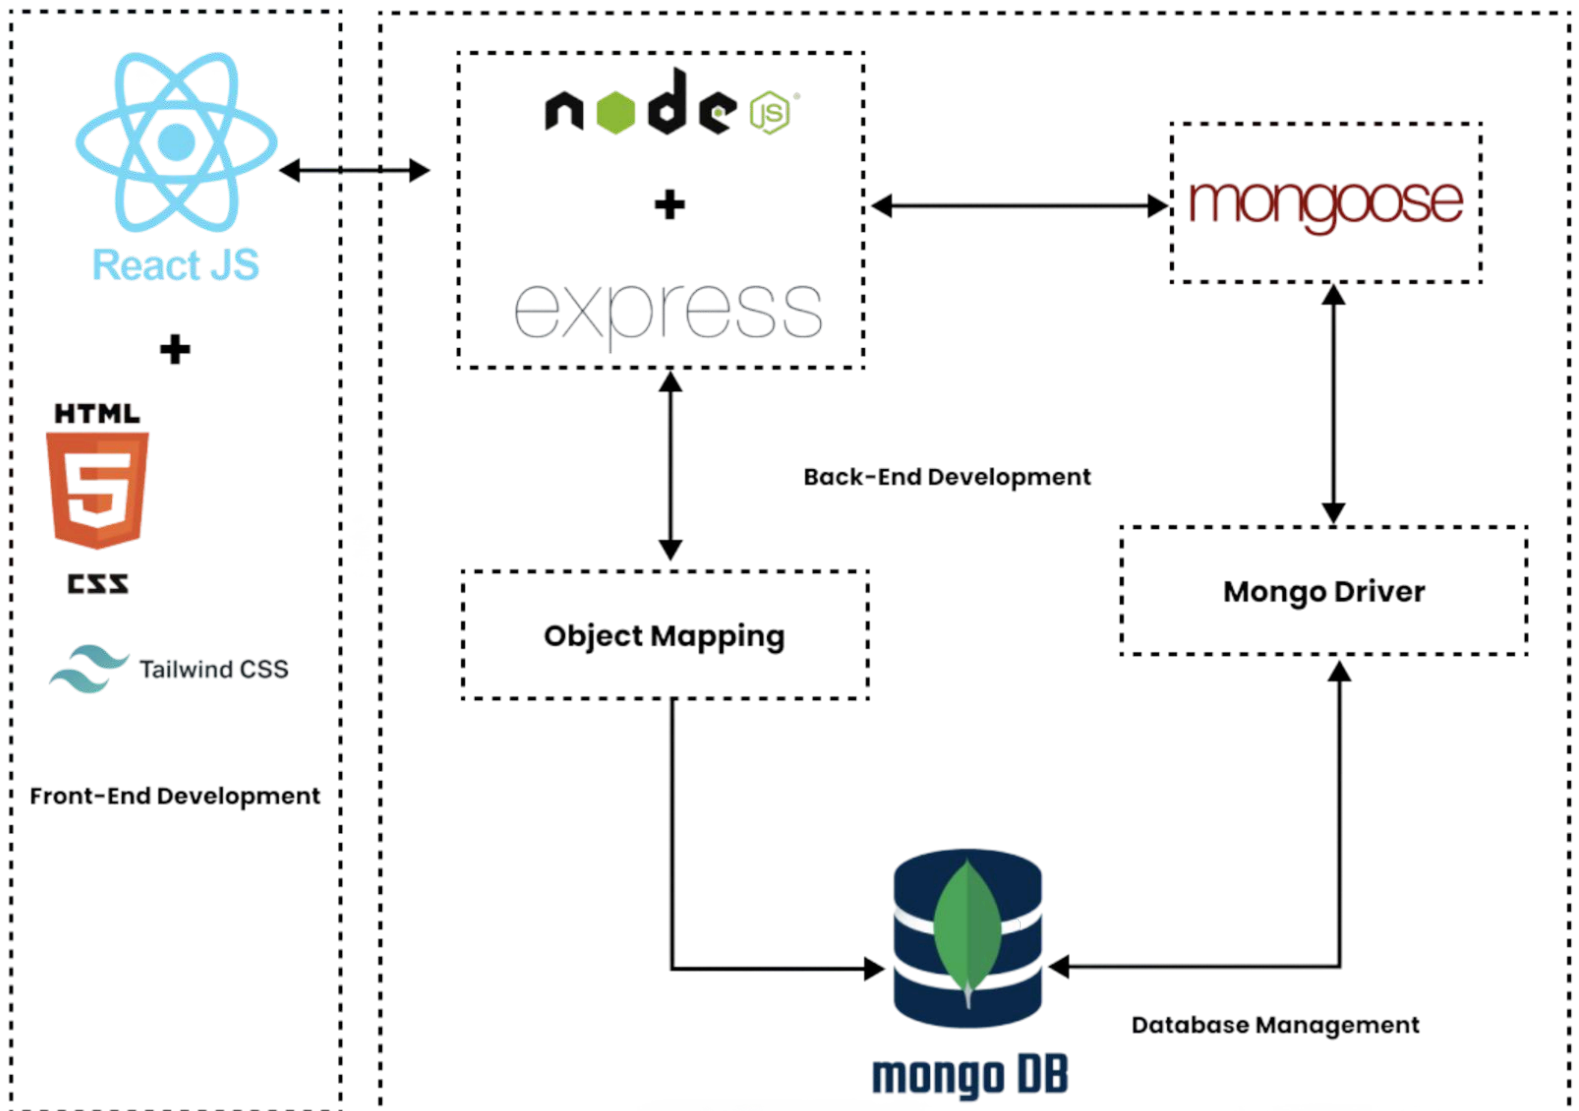 React JS
HTML
5
CSS
Tailwind CSS
Front-End Development
node JS®
express
mongoose
Back-End Development
Object Mapping
Mongo Driver
mongo DB
Database Management